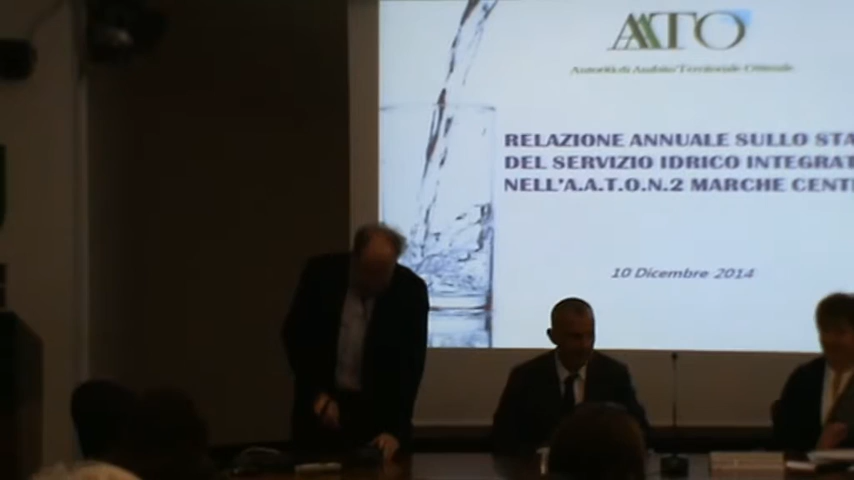 AATO
Autorità di Ambito Territoriale Ottimale
RELAZIONE ANNUALE SULLO STA
DEL SERVIZIO IDRICO INTEGRAT
NELL'A.A.T.O.N.2 MARCHE CENT
10 Dicembre 2014